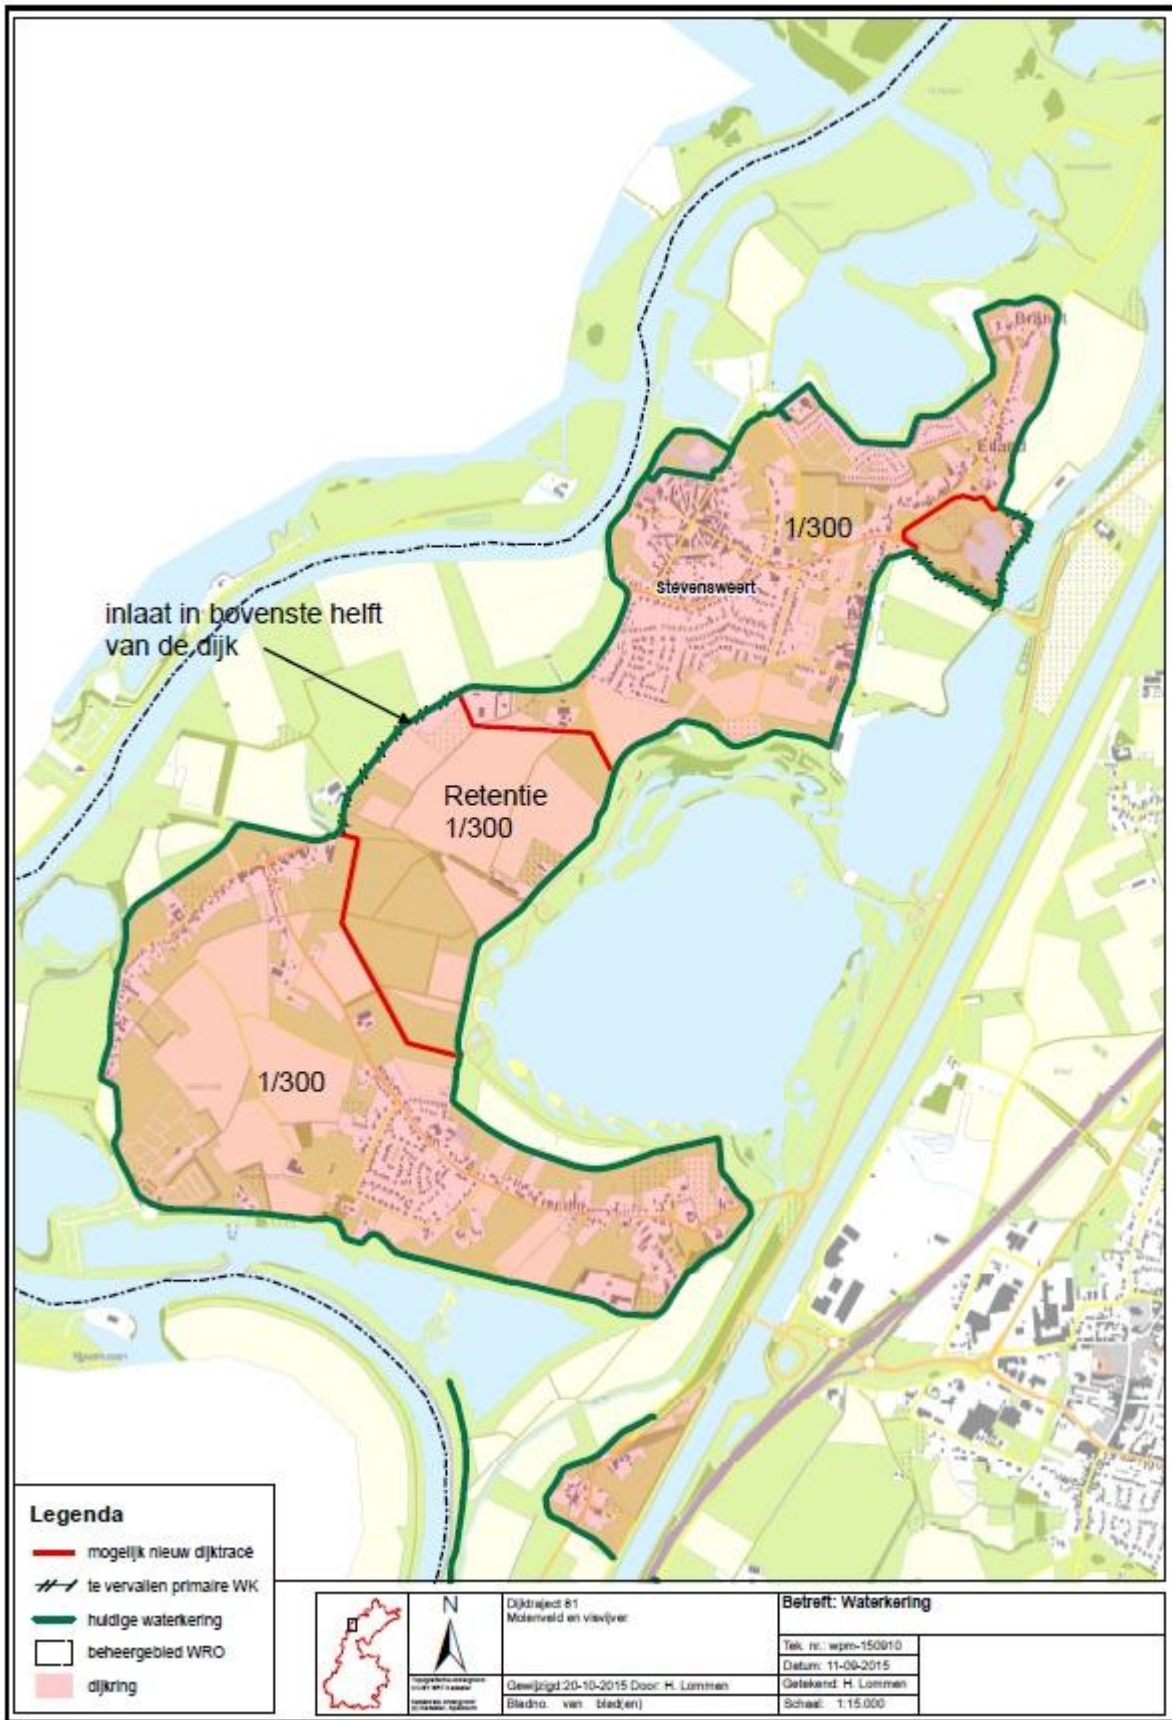 Brandt
Eiland
1/300
Stevensweert
inlaat in bovenste helft
van de dijk
Retentie
1/300
1/300
Legenda
mogelijk nieuw dijktracé
te vervallen primaire WK
huidige waterkering
beheergebied WRO
dijkring
N
Dijktraject 81
Molenveld en visvijver
Gewijzigd:20-10-2015 Door: H. Lommen
Bladno. van blad(en)
Betreft: Waterkering
Tek. nr.: wpm-150910
Datum: 11-09-2015
Getekend: H. Lommen
Schaal: 1:15.000